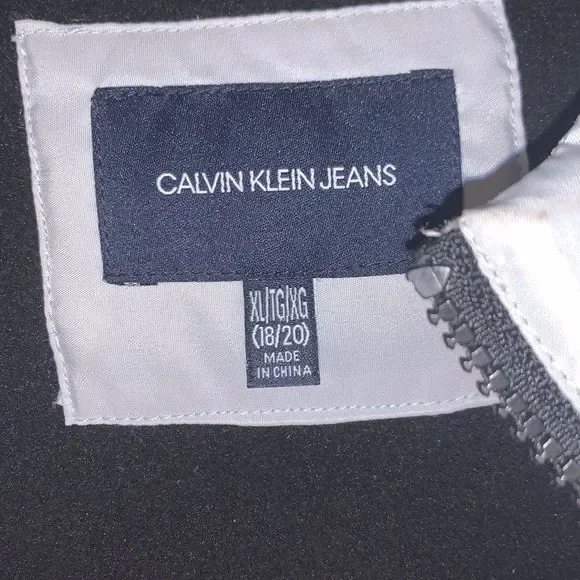 CALVIN KLEIN JEANS
XL/TG/XG
(18/20)
MADE
IN CHINA